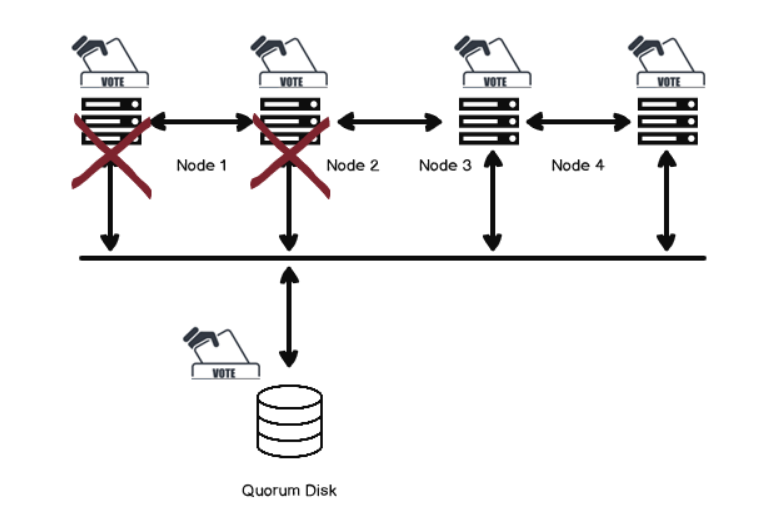 VOTE
VOTE
VOTE
VOTE
Node 1
Node 2
Node 3
Node 4
VOTE
Quorum Disk